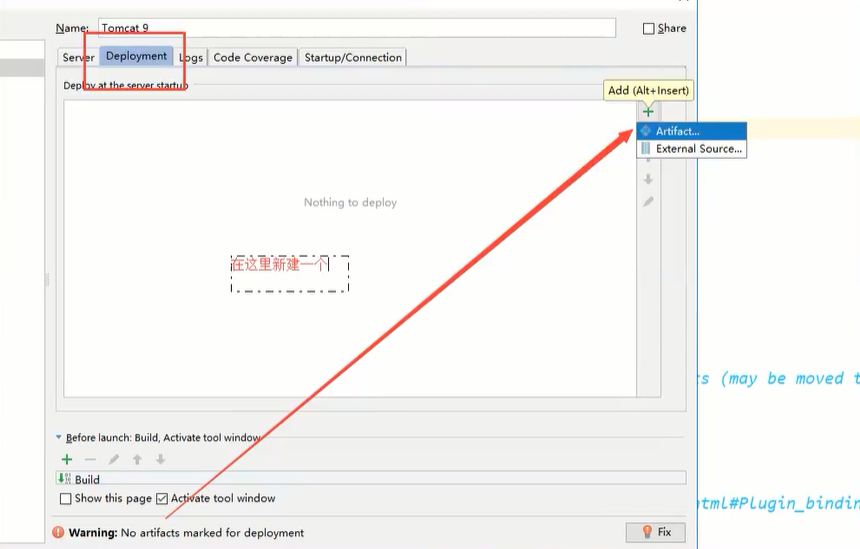 Name: Tomcat 9
Share
Server Deployment Logs Code Coverage Startup/Connection
Deploy at the server startup
Add (Alt+Insert)
Artifact...
External Source...
Nothing to deploy
在这里新建一个
ts (may be moved t
Before launch: Build, Activate tool window
Build
Show this page Activate tool window
html#Plugin_bindin
Warning: No artifacts marked for deployment
Fix